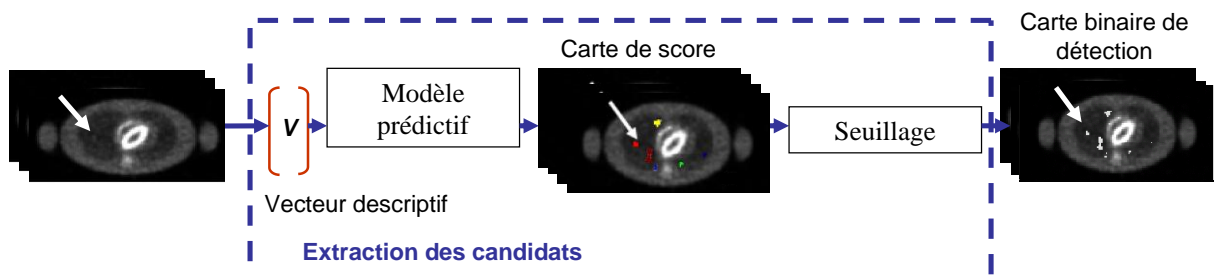 Carte de score
Carte binaire de
détection
V
Modèle
prédictif
Seuillage
Vecteur descriptif
Extraction des candidats